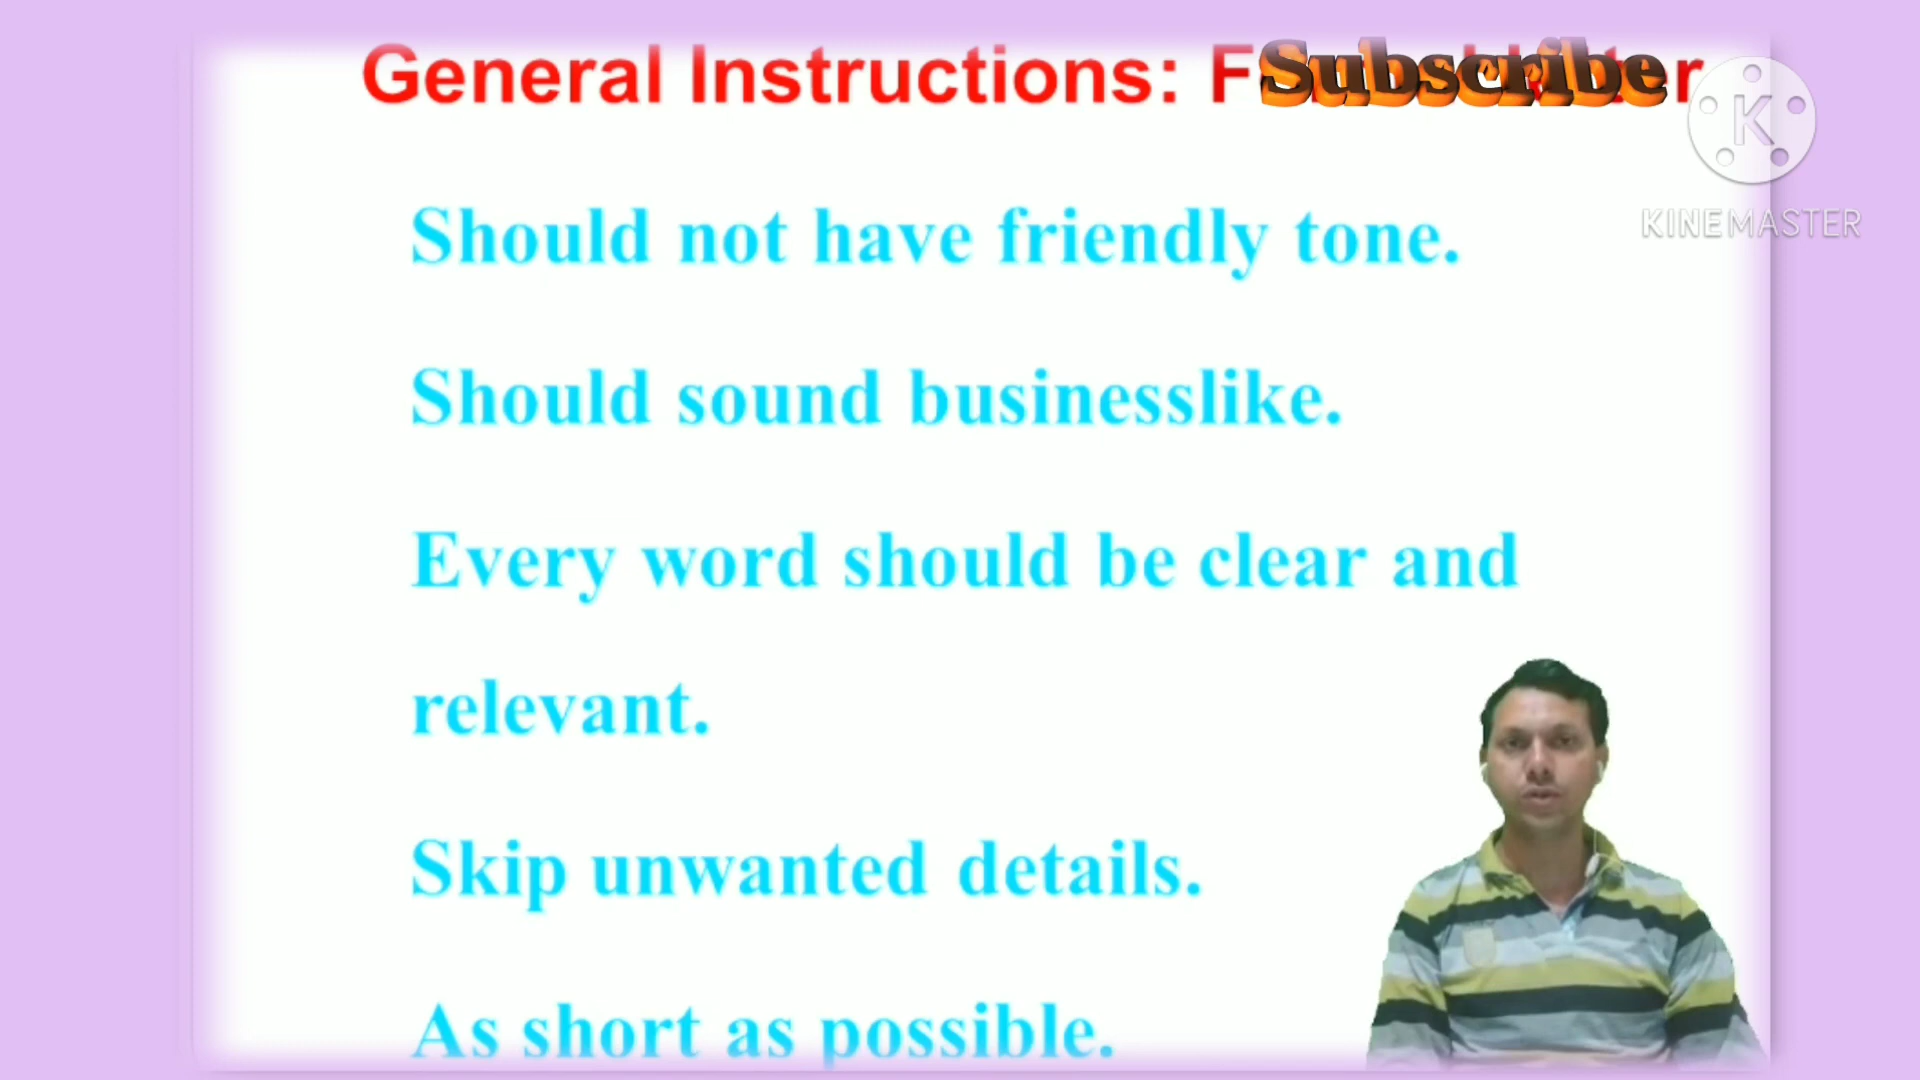 General Instructions:
Subscribe
K
KINEMASTER
Should not have friendly tone.
Should sound businesslike.
Every word should be clear and
relevant.
Skip unwanted details.
As short as possible.